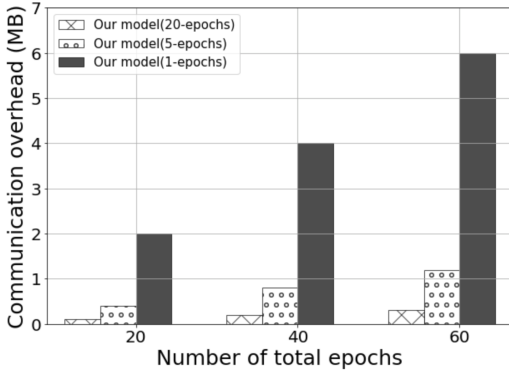 Communication overhead (MB)
7
6
5
4
3
2
1
0
Our model(20-epochs)
Our model(5-epochs)
Our model(1-epochs)
20
40
60
Number of total epochs